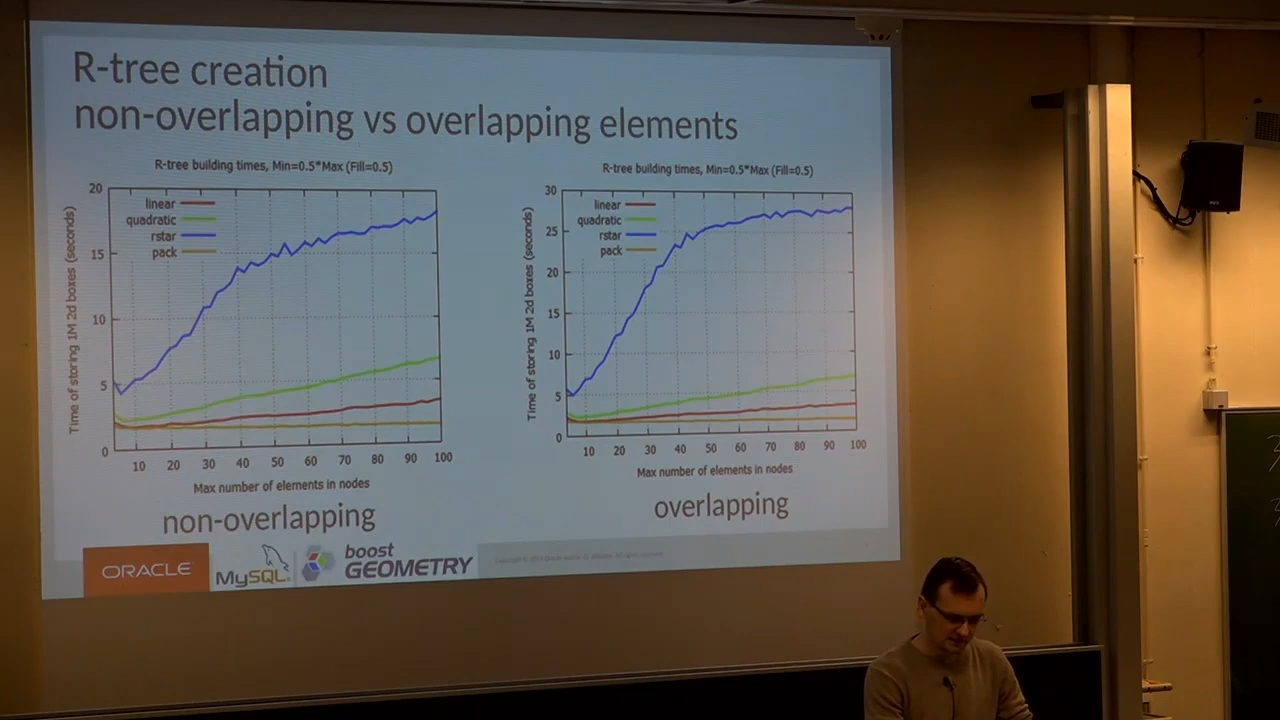 R-tree creation
non-overlapping vs overlapping elements
R-tree building times, Min=0.5*Max (Fill=0.5)
Time of storing 1M 2d boxes (seconds)
20
15
10
5
0
linear
quadratic
rstar
pack
10 20 30 40 50 60 70 80 90 100
Max number of elements in nodes
non-overlapping
R-tree building times, Min=0.5*Max (Fill=0.5)
Time of storing 1M 2d boxes (seconds)
30
25
20
15
10
5
0
linear
quadratic
rstar
pack
10 20 30 40 50 60 70 80 90 100
Max number of elements in nodes
overlapping
ORACLE
MySQL
boost
GEOMETRY